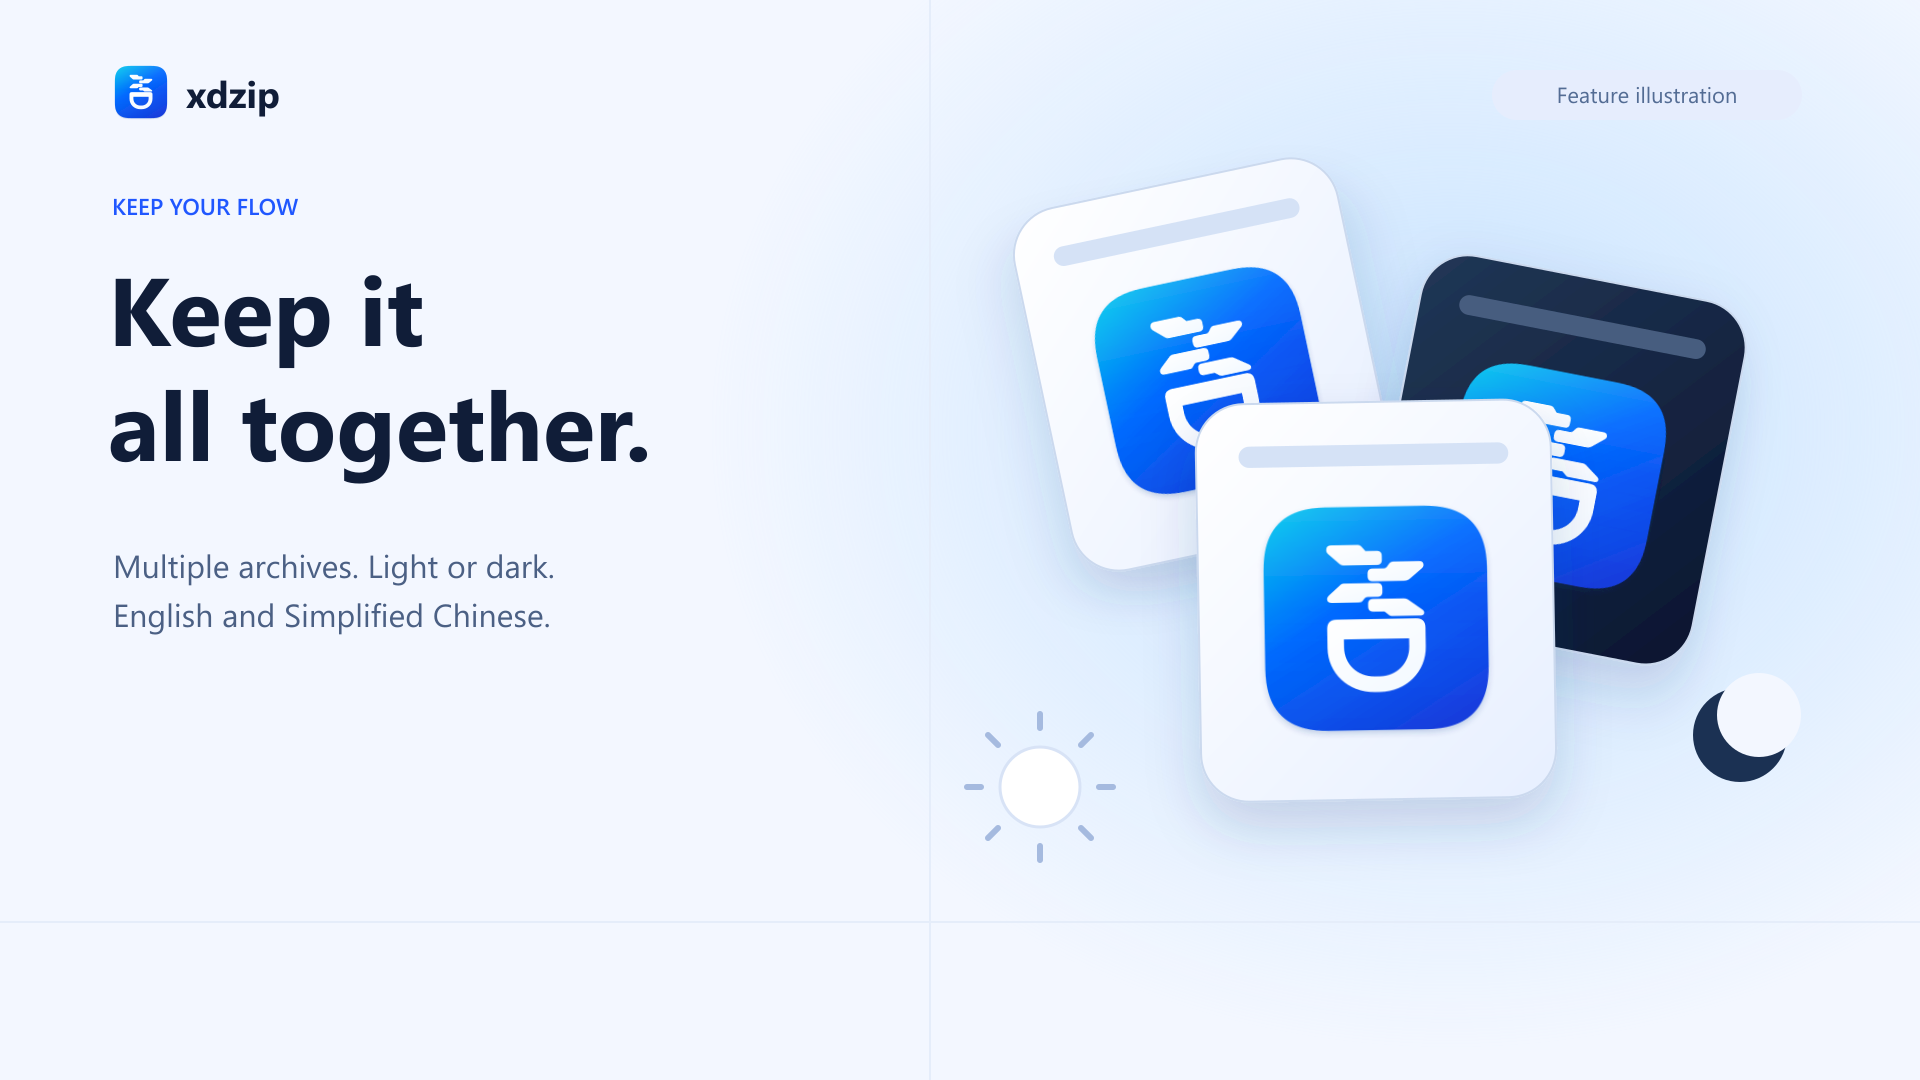 xdzip
Feature illustration
KEEP YOUR FLOW
Keep it
all together.
Multiple archives. Light or dark.
English and Simplified Chinese.